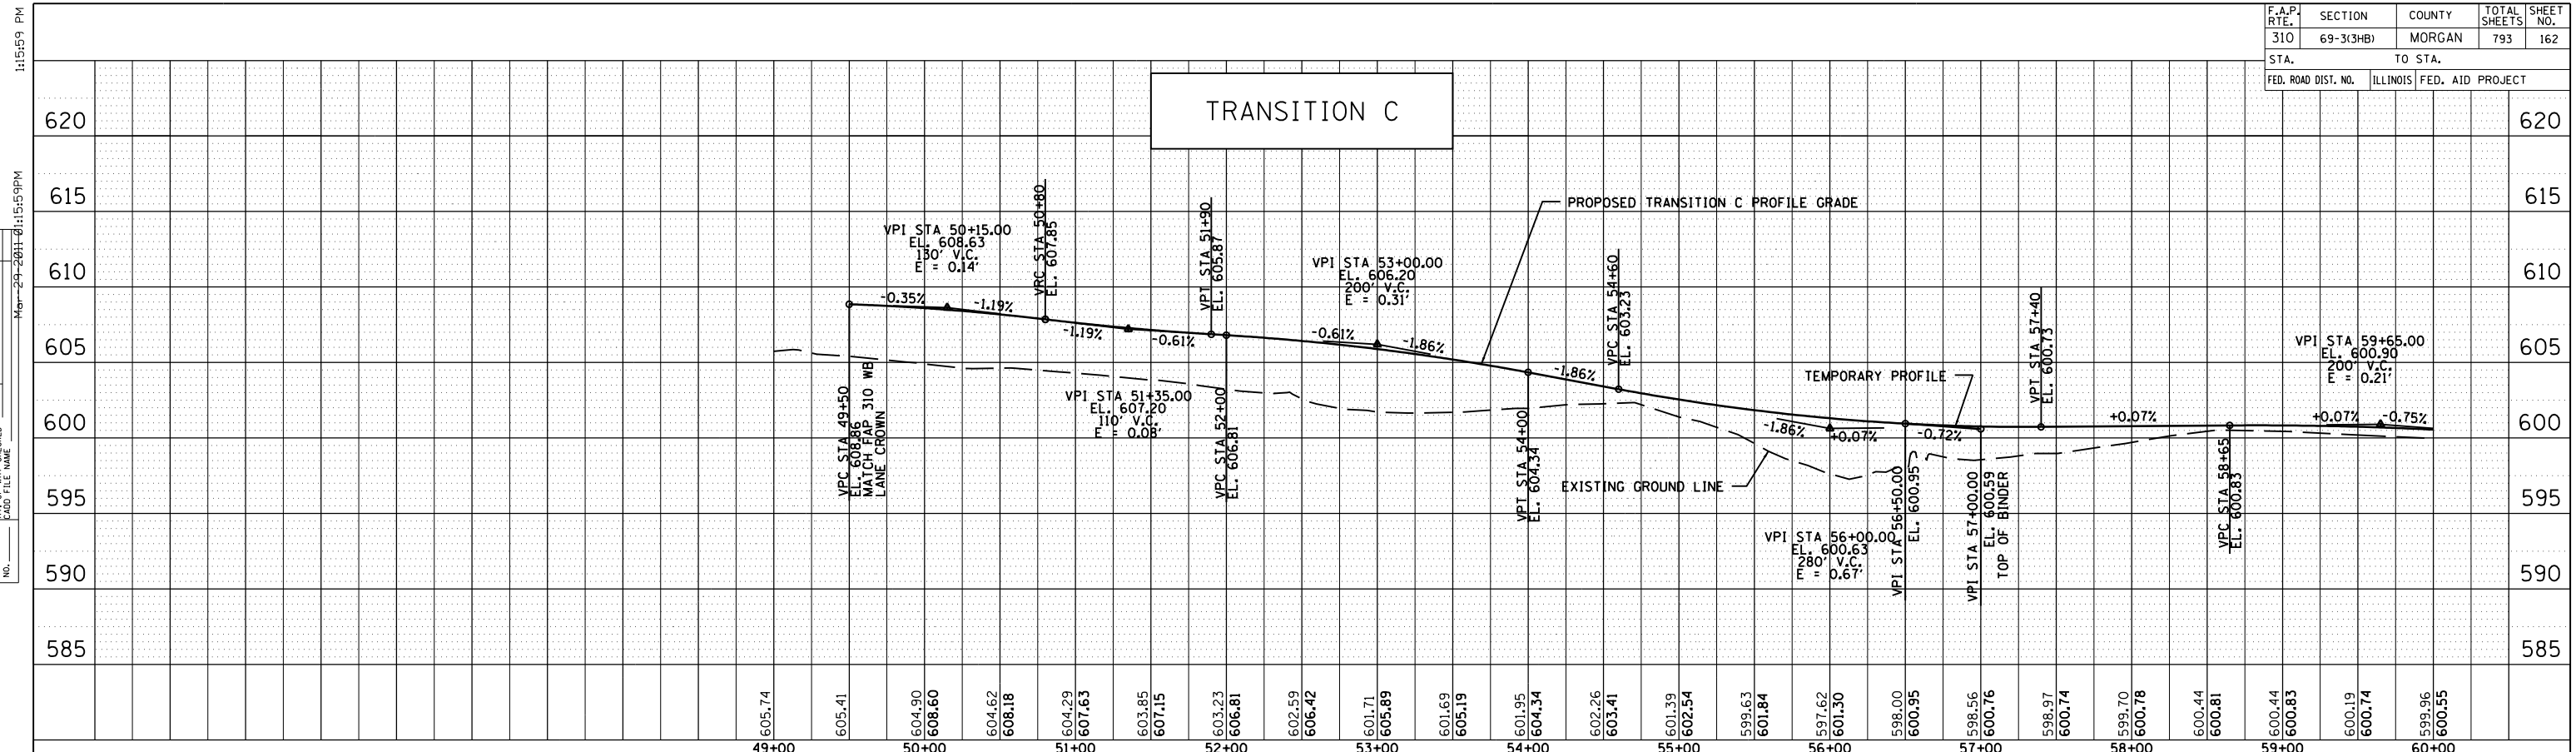 1:15:59 PM
Mar-29-2011 01:15:59PM
CADD FILE NAME
NO.
F.A.P. RTE. SECTION COUNTY TOTAL SHEETS SHEET NO.
310 69-3(3HB) MORGAN 793 162
STA. TO STA.
FED. ROAD DIST. NO. ILLINOIS FED. AID PROJECT
TRANSITION C
620 620
615 615
610 610
605 605
600 600
595 595
590 590
585 585
VPC STA 49+50
EL. 608.86
MATCH FAP 310 WB
LANE CROWN
VPI STA 50+15.00
EL. 608.63
130' V.C.
E = 0.14'
-0.35%
-1.19%
VRC STA 50+80
EL. 607.85
-1.19%
-0.61%
VPI STA 51+35.00
EL. 607.20
110' V.C.
E = 0.08'
VPT STA 51+90
EL. 605.87
VPC STA 52+00
EL. 606.81
VPI STA 53+00.00
EL. 606.20
200' V.C.
E = 0.31'
-0.61%
-1.86%
PROPOSED TRANSITION C PROFILE GRADE
VPT STA 54+00
EL. 604.34
-1.86%
VPC STA 54+60
EL. 603.23
EXISTING GROUND LINE
TEMPORARY PROFILE
-1.86%
+0.07%
VPI STA 56+00.00
EL. 600.63
280' V.C.
E = 0.67'
-0.72%
VPI STA 56+50.00
EL. 600.95
VPI STA 57+00.00
EL. 600.59
TOP OF BINDER
VPT STA 57+40
EL. 600.73
+0.07%
VPC STA 58+65
EL. 600.83
VPI STA 59+65.00
EL. 600.90
200' V.C.
E = 0.21'
+0.07%
-0.75%
605.74
605.41
604.90
608.60
604.62
608.18
604.29
607.63
603.85
607.15
603.23
606.81
602.59
606.42
601.71
605.89
601.69
605.19
601.95
604.34
602.26
603.41
601.39
602.54
599.63
601.84
597.62
601.30
598.00
600.95
598.56
600.76
598.97
600.74
599.70
600.78
600.44
600.81
600.44
600.83
600.19
600.74
599.96
600.55
49+00 50+00 51+00 52+00 53+00 54+00 55+00 56+00 57+00 58+00 59+00 60+00